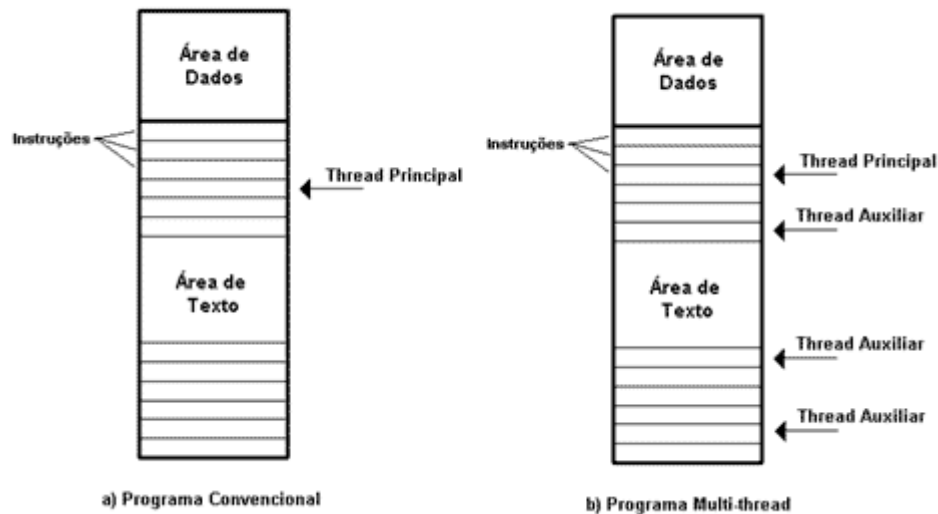 Área de
Dados
Instruções
Thread Principal
Área de
Texto
a) Programa Convencional
Área de
Dados
Instruções
Thread Principal
Thread Auxiliar
Área de
Texto
Thread Auxiliar
Thread Auxiliar
b) Programa Multi-thread